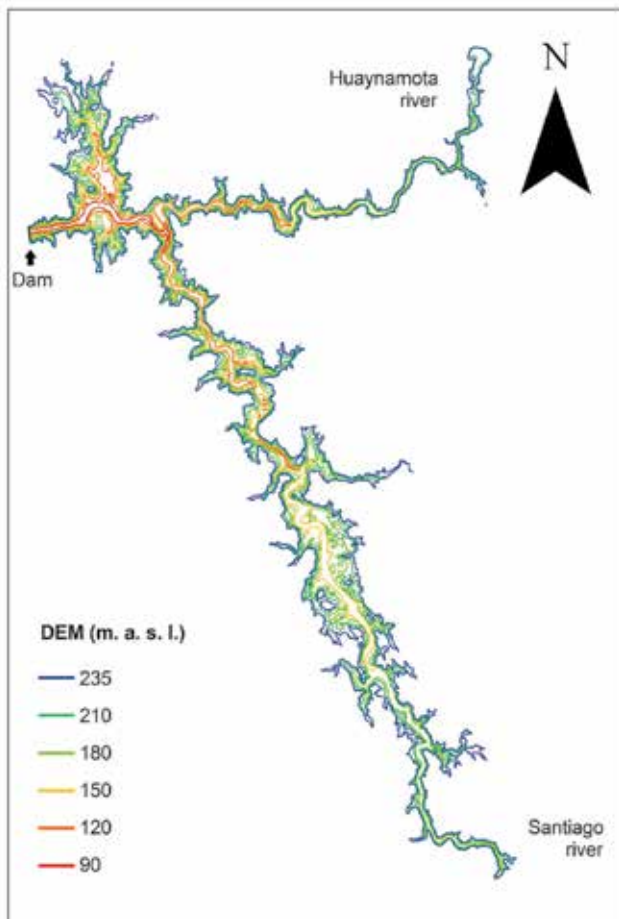 Huaynamota
river
N
Dam
DEM (m. a. s. l.)
235
210
180
150
120
90
Santiago
river